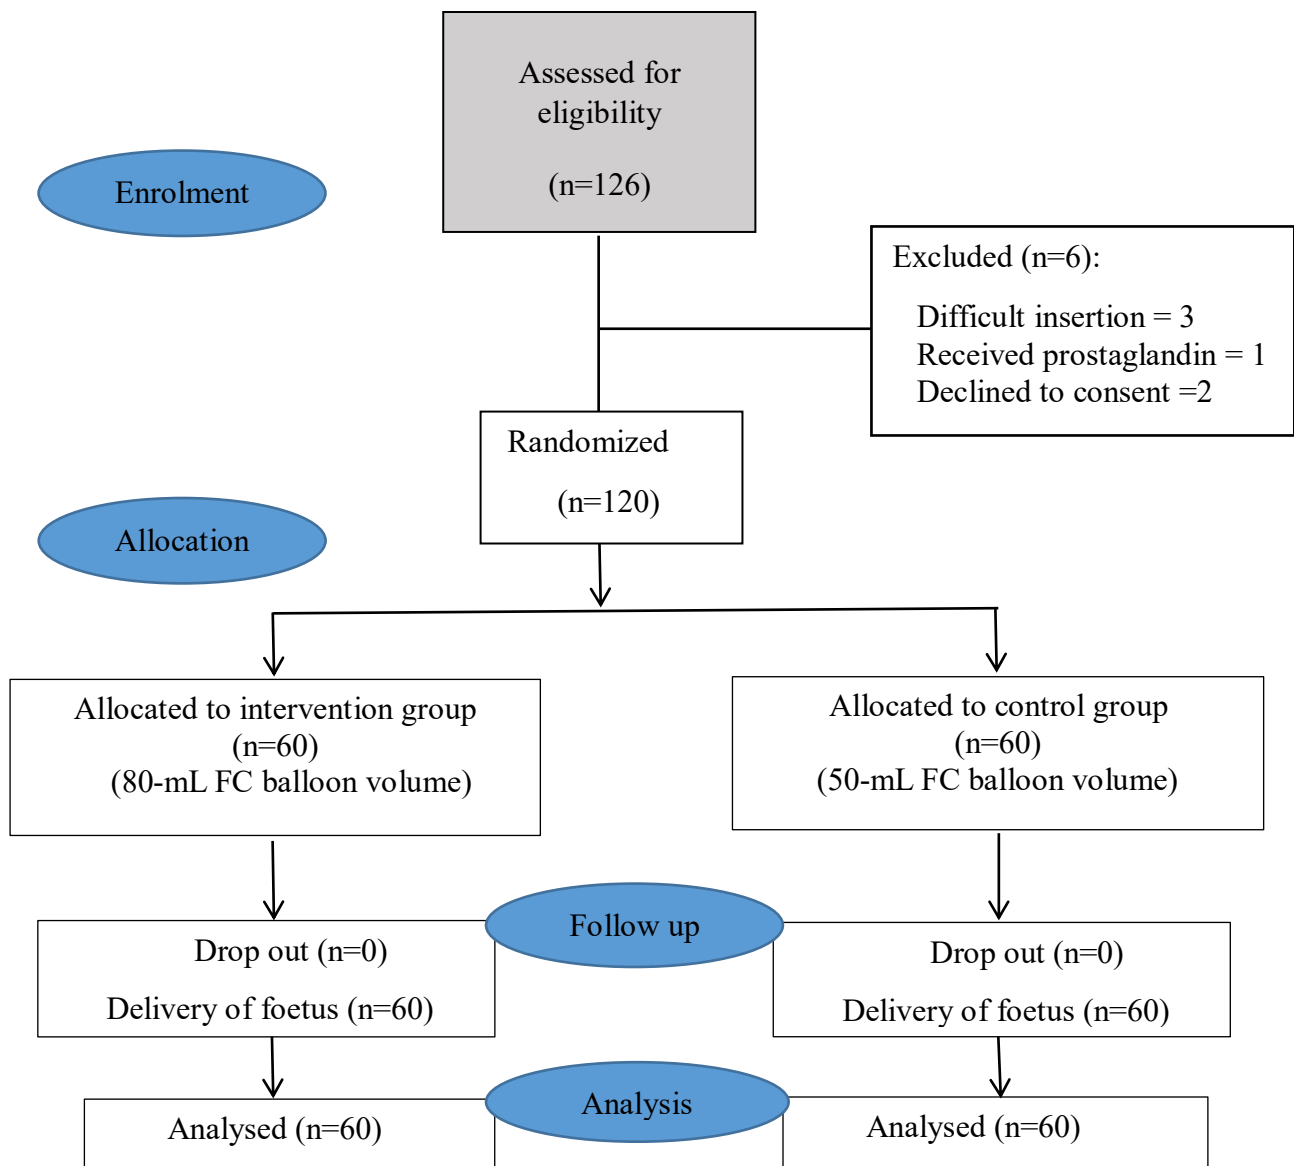 Assessed for
eligibility
(n=126)
Enrolment
Excluded (n=6):
Difficult insertion = 3
Received prostaglandin = 1
Declined to consent =2
Randomized
(n=120)
Allocation
Allocated to intervention group
(n=60)
(80-mL FC balloon volume)
Allocated to control group
(n=60)
(50-mL FC balloon volume)
Follow up
Drop out (n=0)
Delivery of foetus (n=60)
Drop out (n=0)
Delivery of foetus (n=60)
Analysis
Analysed (n=60)
Analysed (n=60)